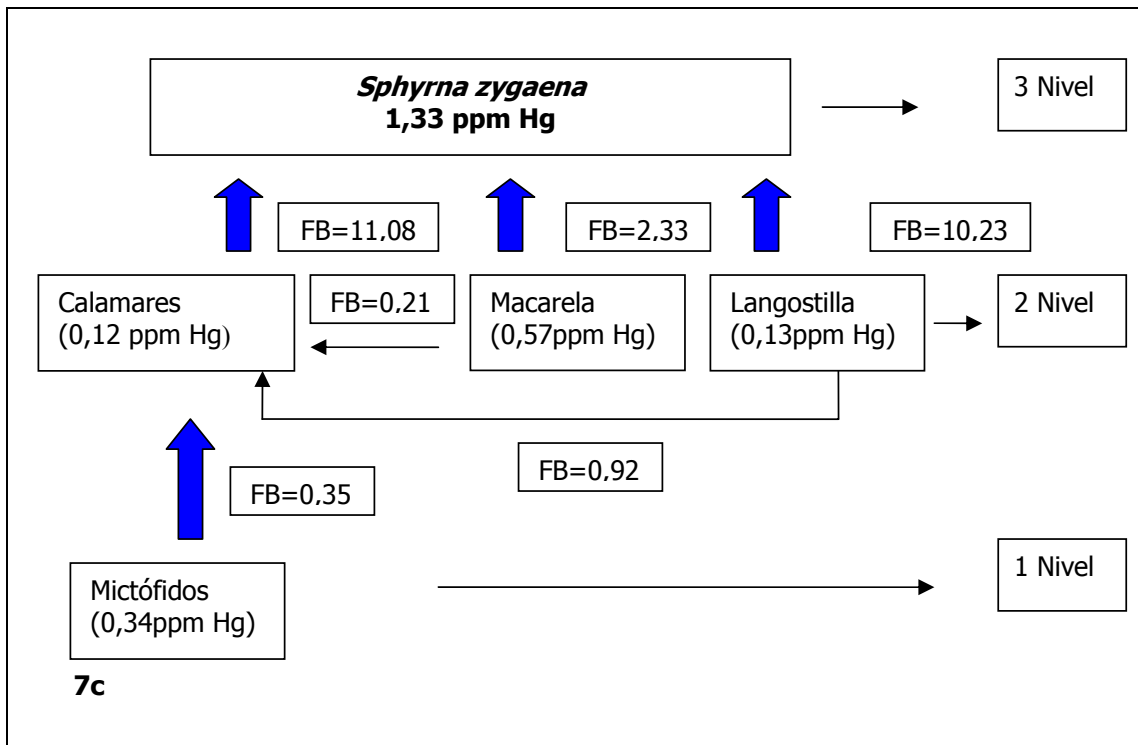 Sphyrna zygaena
1,33 ppm Hg
3 Nivel
FB=11,08
FB=2,33
FB=10,23
Calamares
(0,12 ppm Hg)
FB=0,21
Macarela
(0,57ppm Hg)
Langostilla
(0,13ppm Hg)
2 Nivel
FB=0,35
FB=0,92
Mictófidos
(0,34ppm Hg)
1 Nivel
7c